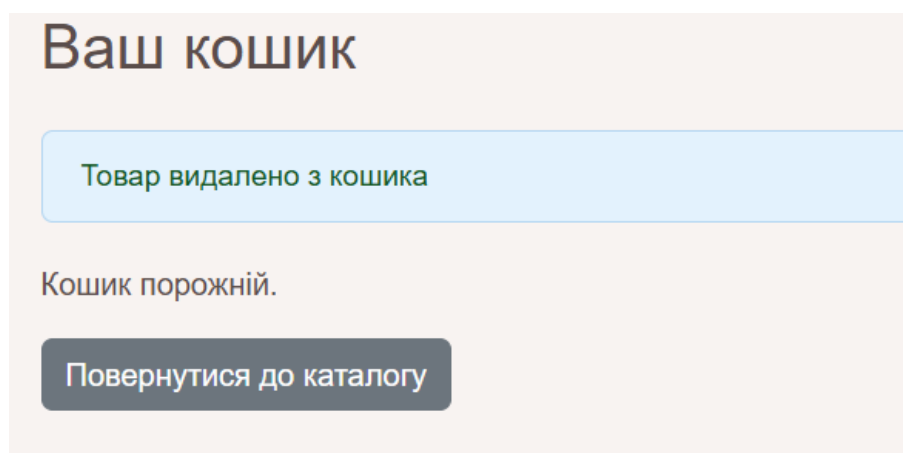 Ваш кошик
Товар видалено з кошика
Кошик порожній.
Повернутися до каталогу